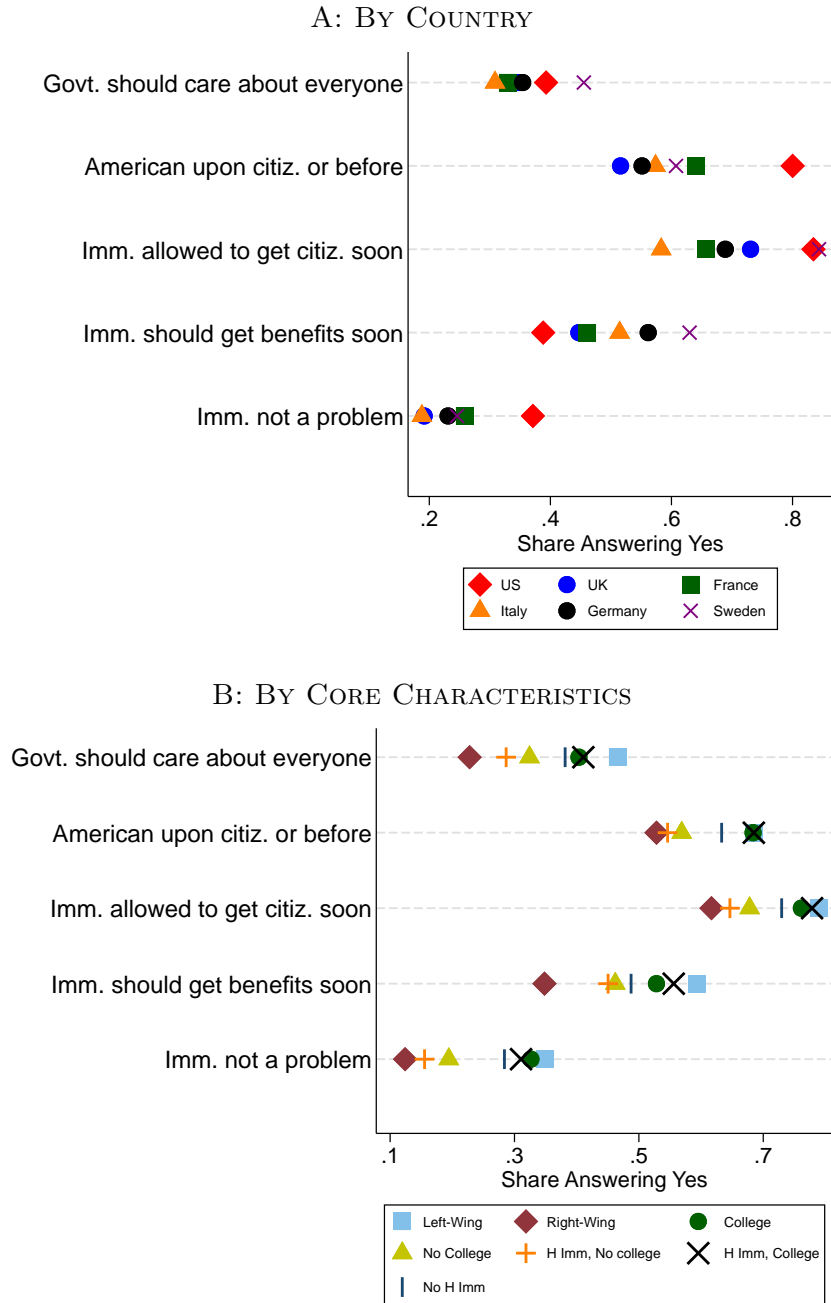 A: By Country
Govt. should care about everyone
American upon citiz. or before
Imm. allowed to get citiz. soon
Imm. should get benefits soon
Imm. not a problem
.2 .4 .6 .8
Share Answering Yes
US UK France
Italy Germany Sweden
B: By Core Characteristics
Govt. should care about everyone
American upon citiz. or before
Imm. allowed to get citiz. soon
Imm. should get benefits soon
Imm. not a problem
.1 .3 .5 .7
Share Answering Yes
Left-Wing Right-Wing College
No College H Imm, No college H Imm, College
No H Imm